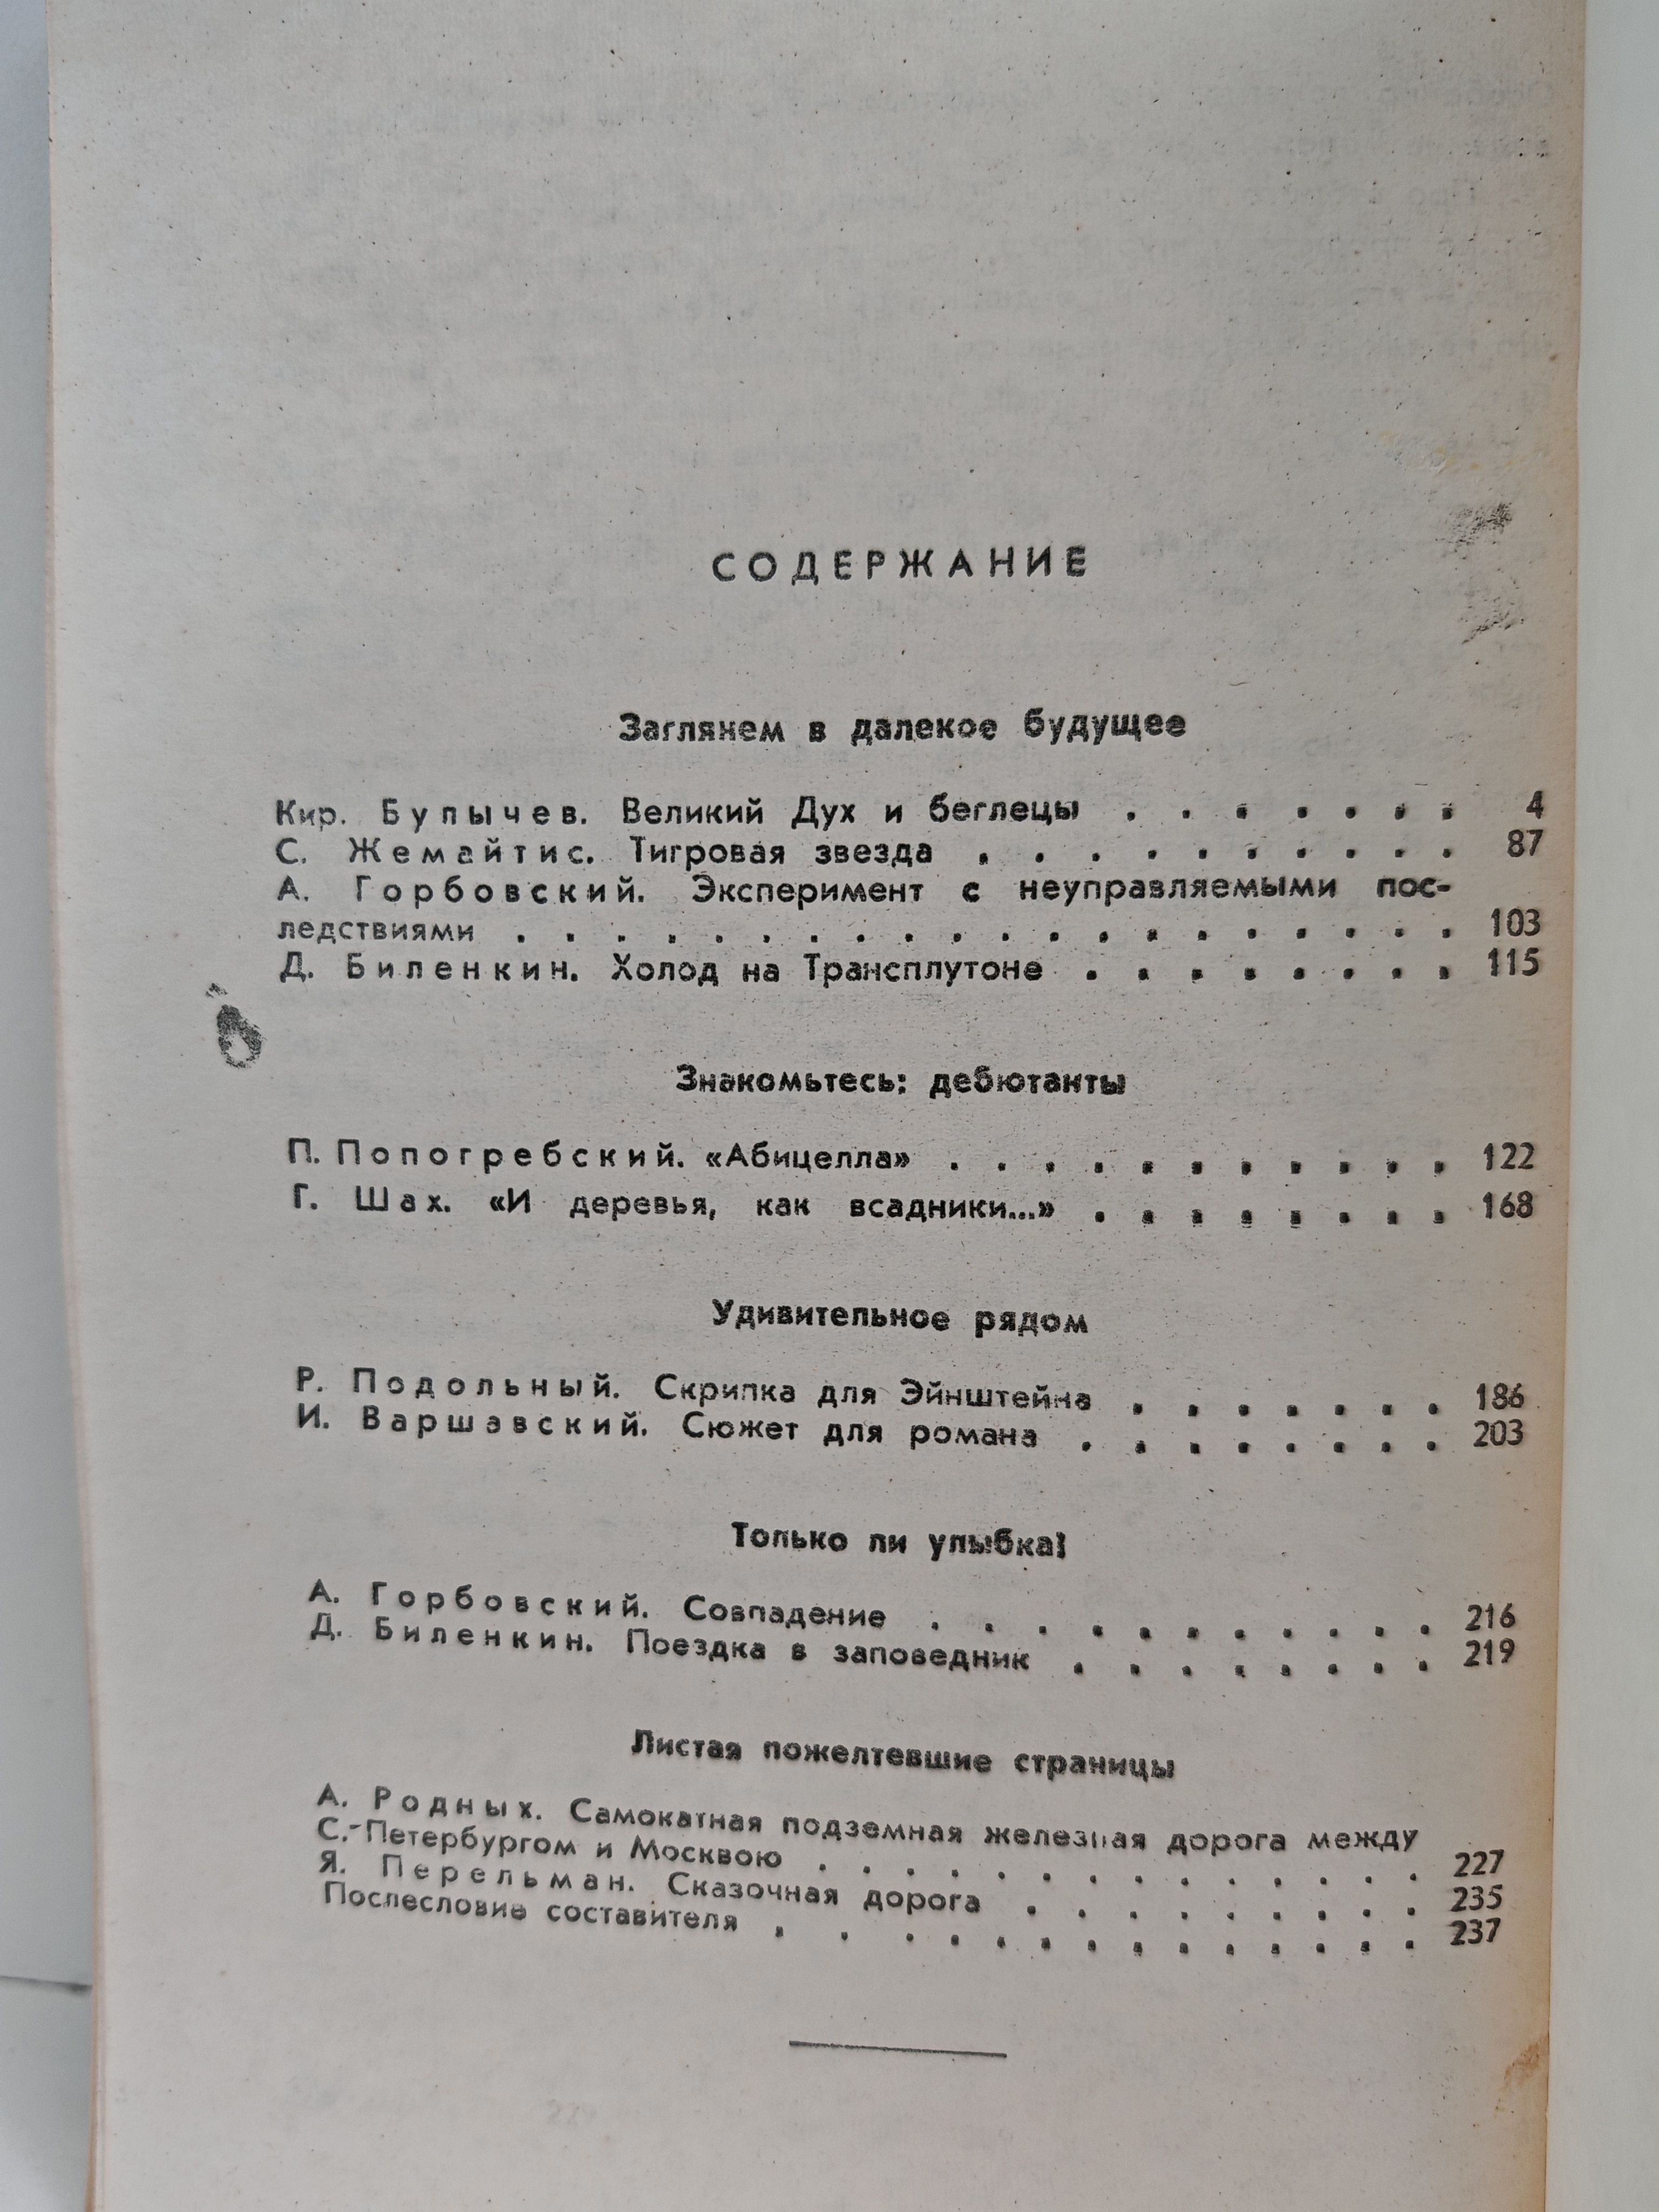 СОДЕРЖАНИЕ
Заглянем в далекое будущее
Кир. Булычев. Великий Дух и беглецы . . . . . . . 4
С. Жемайтис. Тигровая звезда . . . . . . . . . . 87
А. Горбовский. Эксперимент с неуправляемыми пос-
ледствиями . . . . . . . . . . . . . . . . . . . . 103
Д. Биленкин. Холод на Трансплутоне . . . . . . . . 115
Знакомьтесь: дебютанты
П. Попогребский. «Абицелла» . . . . . . . . . . . 122
Г. Шах. «И деревья, как всадники...» . . . . . . . . 168
Удивительное рядом
Р. Подольный. Скрипка для Эйнштейна . . . . . . . 186
И. Варшавский. Сюжет для романа . . . . . . . . 203
Только ли улыбка?
А. Горбовский. Совпадение . . . . . . . . . . . 216
Д. Биленкин. Поездка в заповедник . . . . . . . . 219
Листая пожелтевшие страницы
А. Родных. Самокатная подземная железная дорога между
С.-Петербургом и Москвою . . . . . . . . . . . . . . 227
Я. Перельман. Сказочная дорога . . . . . . . . . 235
Послесловие составителя . . . . . . . . . . . . . . 237